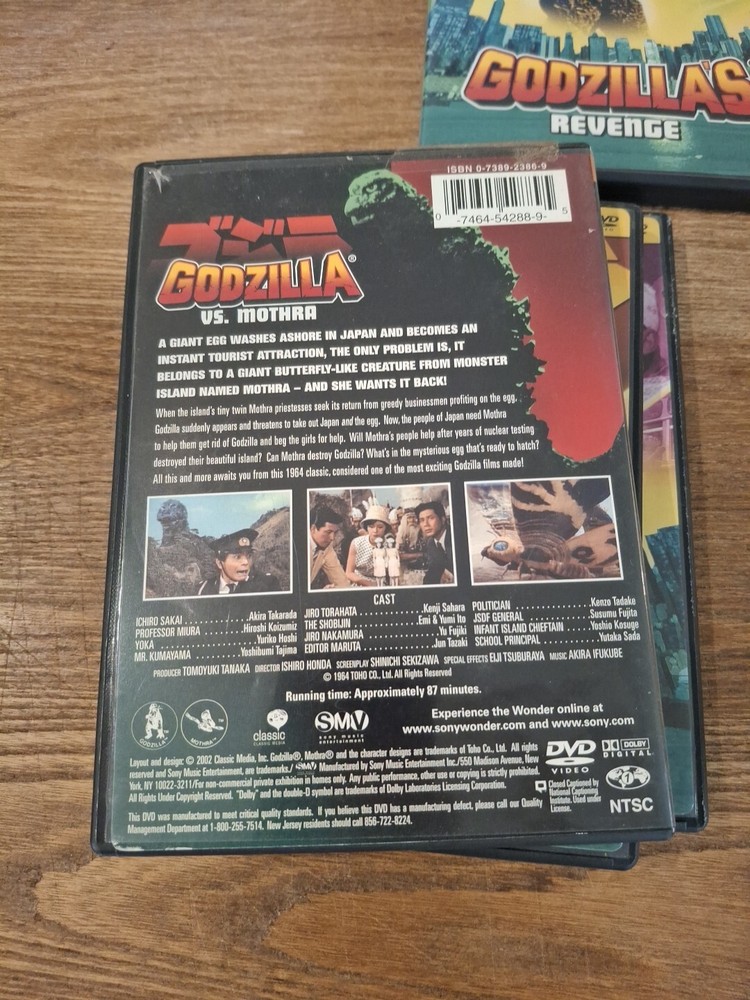 GODZILLA'S
REVENGE
ISBN 0-7389-2386-9
0 -7464-54288-9- 5
ゴジラ
GODZILLA®
VS. MOTHRA
A GIANT EGG WASHES ASHORE IN JAPAN AND BECOMES AN
INSTANT TOURIST ATTRACTION, THE ONLY PROBLEM IS, IT
BELONGS TO A GIANT BUTTERFLY-LIKE CREATURE FROM MONSTER
ISLAND NAMED MOTHRA – AND SHE WANTS IT BACK!
When the island's tiny twin Mothra priestesses seek its return from greedy businessmen profiting on the egg,
Godzilla suddenly appears and threatens to take out Japan and the egg. Now, the people of Japan need Mothra
to help them get rid of Godzilla and beg the girls for help. Will Mothra's people help after years of nuclear testing
destroyed their beautiful island? Can Mothra destroy Godzilla? What's in the mysterious egg that's ready to hatch?
All this and more awaits you from this 1964 classic, considered one of the most exciting Godzilla films made!
CAST
ICHIRO SAKAI . . . . . . . . . . . . .Akira Takarada
PROFESSOR MIURA . . . . . . . .Hiroshi Koizumiz
YOKA . . . . . . . . . . . . . . . . . . . .Yuriko Hoshi
MR. KUMAYAMA. . . . . . . . .Yoshibumi Tajima
JIRO TORAHATA . . . . . . . . . . . . .Kenji Sahara
THE SHOBIJIN . . . . . . . . . . . .Emi & Yumi Ito
JIRO NAKAMURA . . . . . . . . . . . . . .Yu Fujiki
EDITOR MARUTA . . . . . . . . . . . . .Jun Tazaki
POLITICIAN . . . . . . . . . . . . . . .Kenzo Tadake
JSDF GENERAL . . . . . . . . . . . .Susumu Fujita
INFANT ISLAND CHIEFTAIN . . .Yoshio Kosuge
SCHOOL PRINCIPAL . . . . . . . . . .Yutaka Sada
PRODUCER TOMOYUKI TANAKA DIRECTOR ISHIRO HONDA SCREENPLAY SHINICHI SEKIZAWA SPECIAL EFFECTS EIJI TSUBURAYA MUSIC AKIRA IFUKUBE
© 1964 TOHO CO., Ltd. All Rights Reserved
Running time: Approximately 87 minutes.
Experience the Wonder online at
www.sonywonder.com and www.sony.com
GODZILLA™
MOTHRA™
classic
CLASSIC MEDIA
SMV
sony music
entertainment
Layout and design: © 2002 Classic Media, Inc. Godzilla®, Mothra® and the character designs are trademarks of Toho Co., Ltd. All rights
reserved and Sony Music Entertainment, are trademarks./ SMV Manufactured by Sony Music Entertainment Inc./550 Madison Avenue, New
York, NY 10022-3211/For non-commercial private exhibition in homes only. Any public performance, other use or copying is strictly prohibited.
All Rights Under Copyright Reserved. "Dolby" and the double-D symbol are trademarks of Dolby Laboratories Licensing Corporation.
This DVD was manufactured to meet critical quality standards. If you believe this DVD has a manufacturing defect, please call our Quality
Management Department at 1-800-255-7514. New Jersey residents should call 856-722-8224.
DVD
VIDEO
DOLBY
DIGITAL
Closed Captioned by
National Captioning
Institute. Used under
License.
1
NTSC
DVD